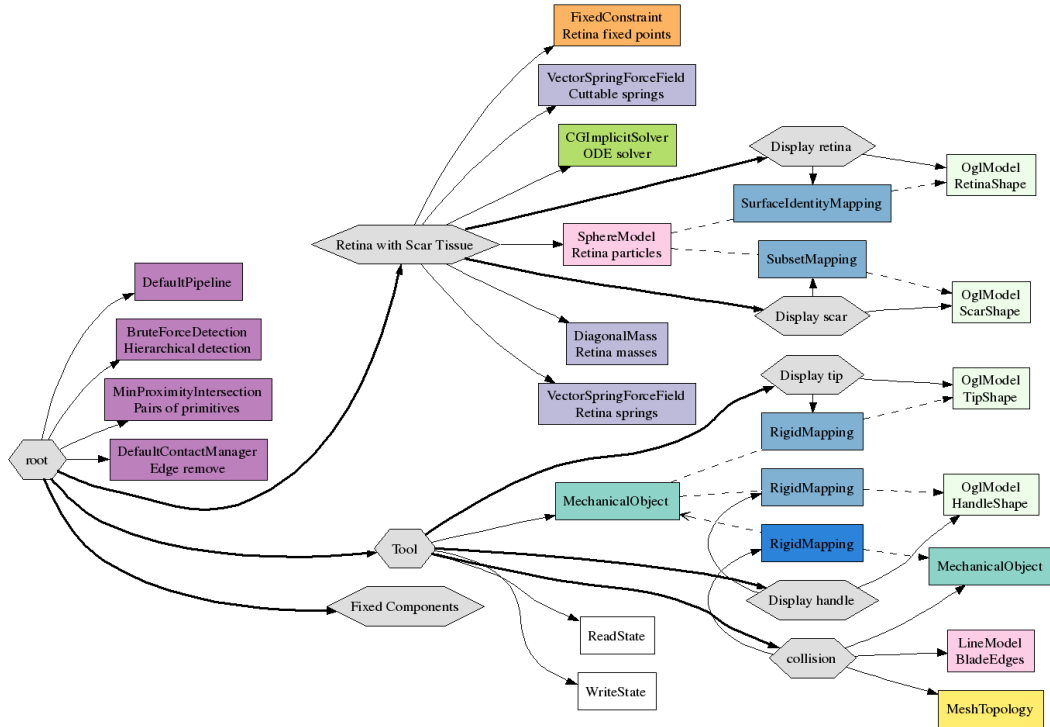 FixedConstraint
Retina fixed points
VectorSpringForceField
Cuttable springs
CGImplicitSolver
ODE solver
Display retina
OglModel
RetinaShape
SurfaceIdentityMapping
Retina with Scar Tissue
SphereModel
Retina particles
SubsetMapping
DefaultPipeline
OglModel
ScarShape
Display scar
BruteForceDetection
Hierarchical detection
DiagonalMass
Retina masses
MinProximityIntersection
Pairs of primitives
Display tip
OglModel
TipShape
VectorSpringForceField
Retina springs
RigidMapping
root
DefaultContactManager
Edge remove
MechanicalObject
RigidMapping
OglModel
HandleShape
Tool
RigidMapping
MechanicalObject
Fixed Components
Display handle
ReadState
collision
LineModel
BladeEdges
WriteState
MeshTopology